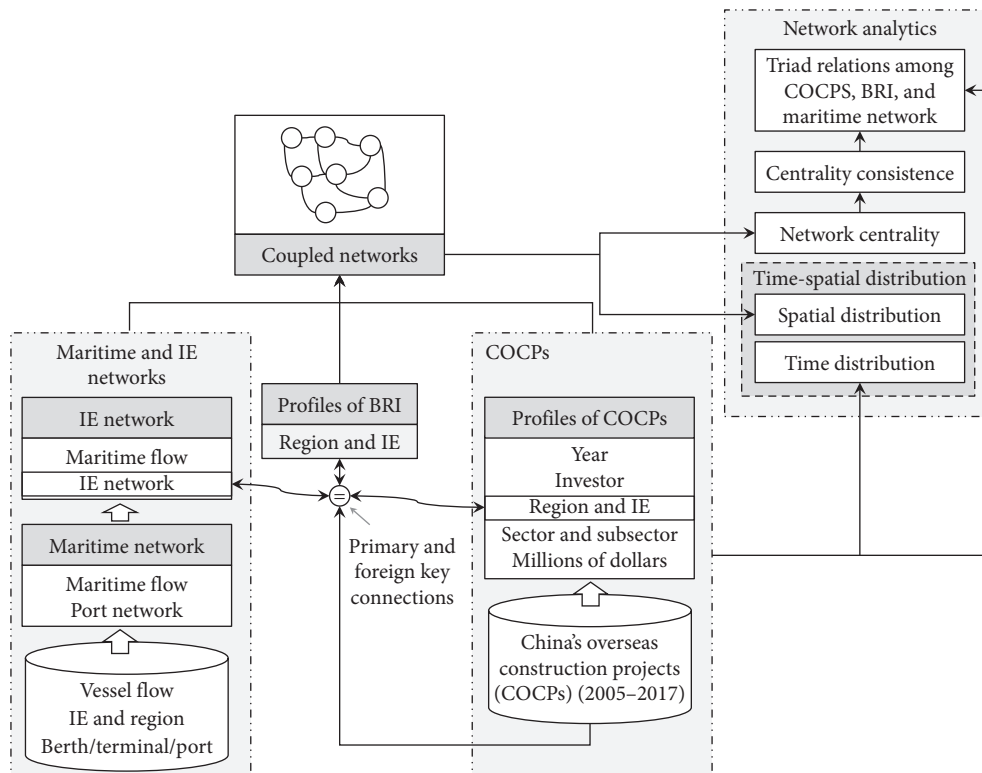 Network analytics
Triad relations among
COCPS, BRI, and
maritime network
Centrality consistence
Network centrality
Time-spatial distribution
Spatial distribution
Time distribution
Coupled networks
Maritime and IE
networks
IE network
Maritime flow
IE network
Maritime network
Maritime flow
Port network
Vessel flow
IE and region
Berth/terminal/port
Profiles of BRI
Region and IE
=
Primary and
foreign key
connections
COCPs
Profiles of COCPs
Year
Investor
Region and IE
Sector and subsector
Millions of dollars
China's overseas
construction projects
(COCPs) (2005–2017)